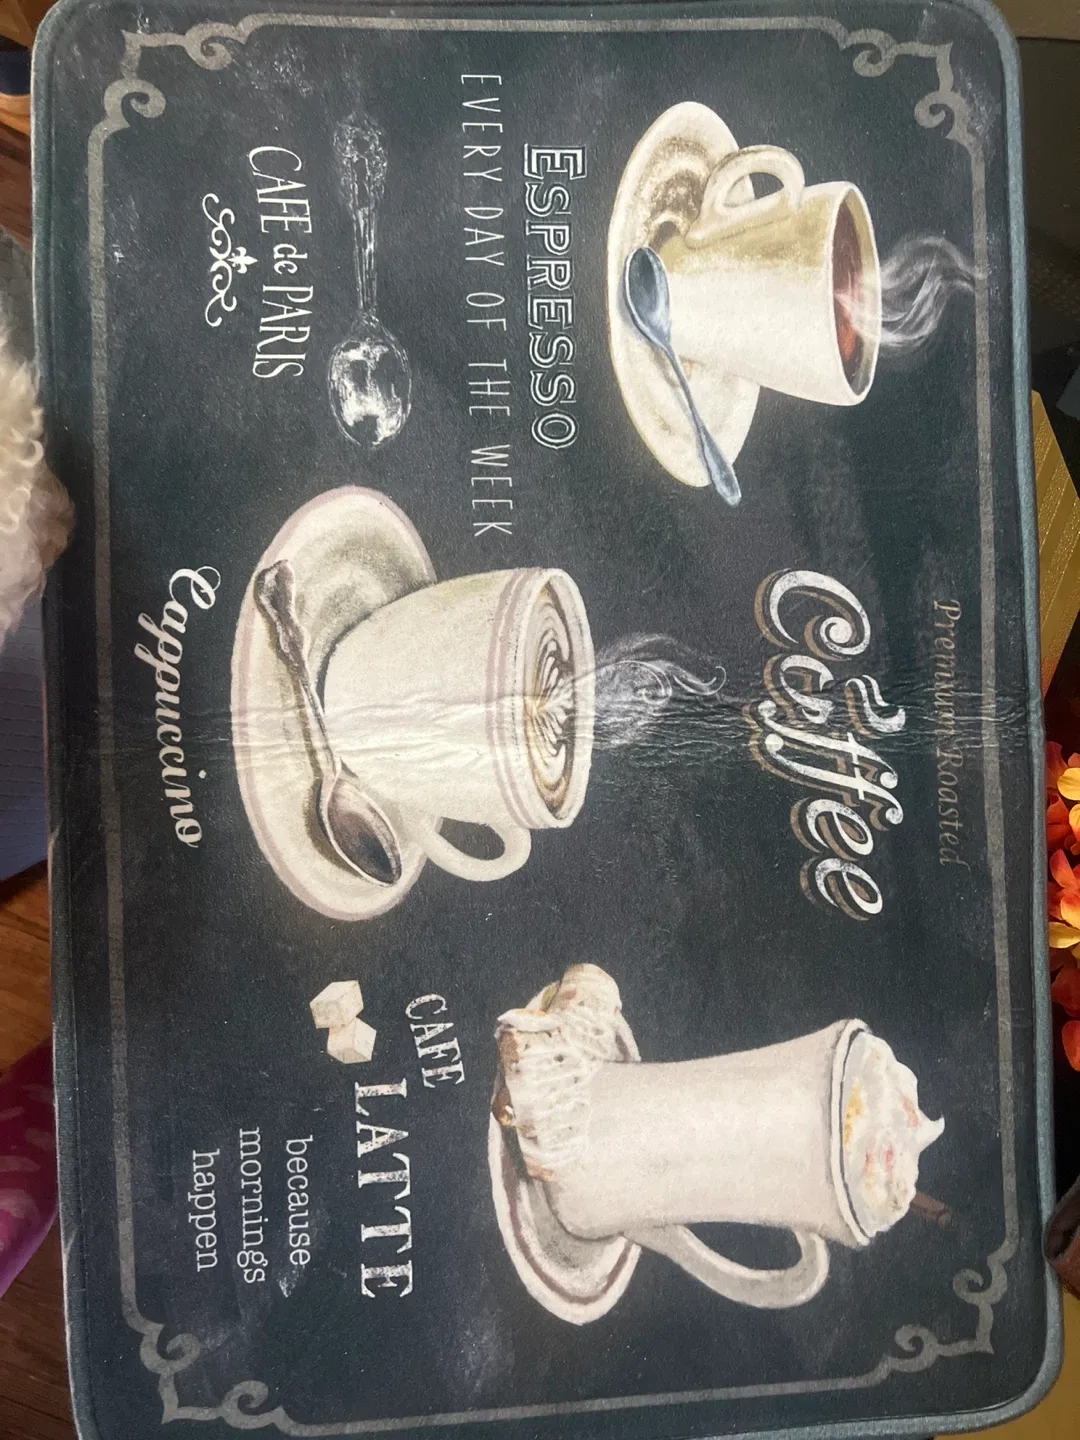 Premium Roasted
Coffee
ESPRESSO
EVERY DAY OF THE WEEK
CAFE de PARIS
Cappuccino
CAFE
LATTE
because
mornings
happen